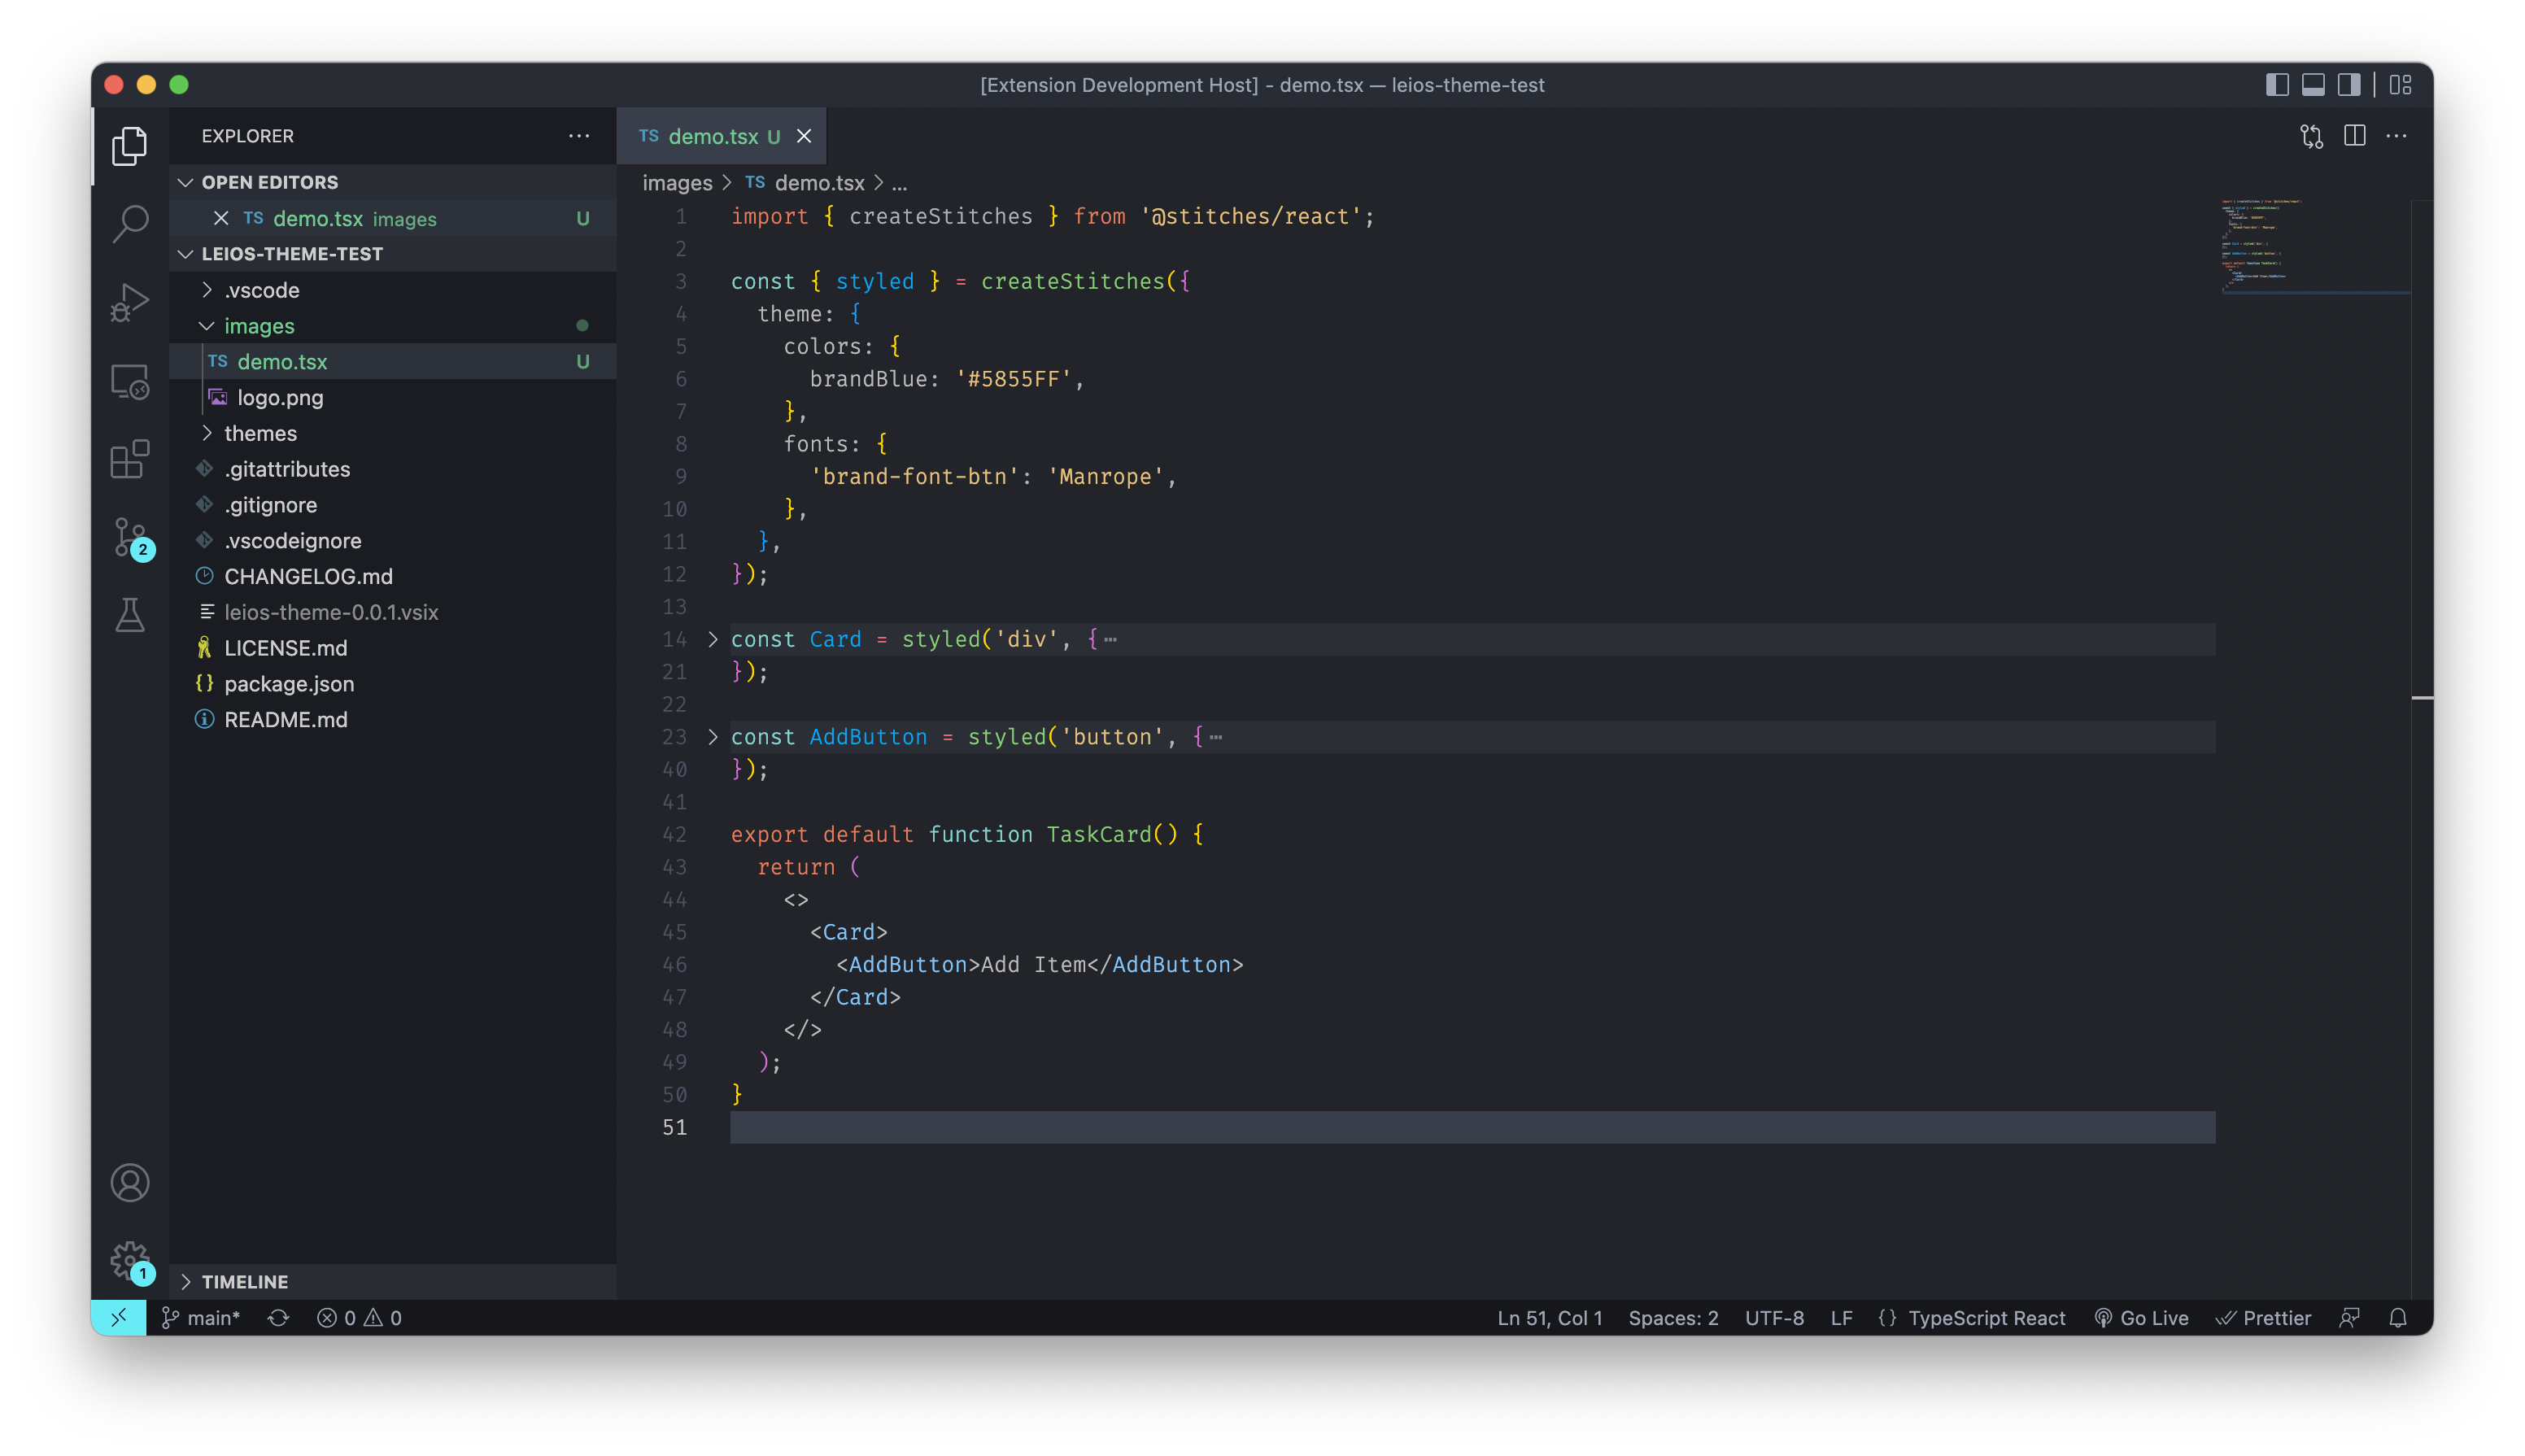 [Extension Development Host] - demo.tsx — leios-theme-test
EXPLORER
OPEN EDITORS
TS demo.tsx images U
LEIOS-THEME-TEST
.vscode
images
TS demo.tsx U
logo.png
themes
.gitattributes
.gitignore
.vscodeignore
CHANGELOG.md
leios-theme-0.0.1.vsix
LICENSE.md
{} package.json
README.md
TIMELINE
2
1
TS demo.tsx U
images > TS demo.tsx > ...
1 import { createStitches } from '@stitches/react';
2
3 const { styled } = createStitches({
4 theme: {
5 colors: {
6 brandBlue: '#5855FF',
7 },
8 fonts: {
9 'brand-font-btn': 'Manrope',
10 },
11 },
12 });
13
14 > const Card = styled('div', {⋯
21 });
22
23 > const AddButton = styled('button', {⋯
40 });
41
42 export default function TaskCard() {
43 return (
44 <>
45 <Card>
46 <AddButton>Add Item</AddButton>
47 </Card>
48 </>
49 );
50 }
51
main* 0 0 Ln 51, Col 1 Spaces: 2 UTF-8 LF {} TypeScript React Go Live Prettier